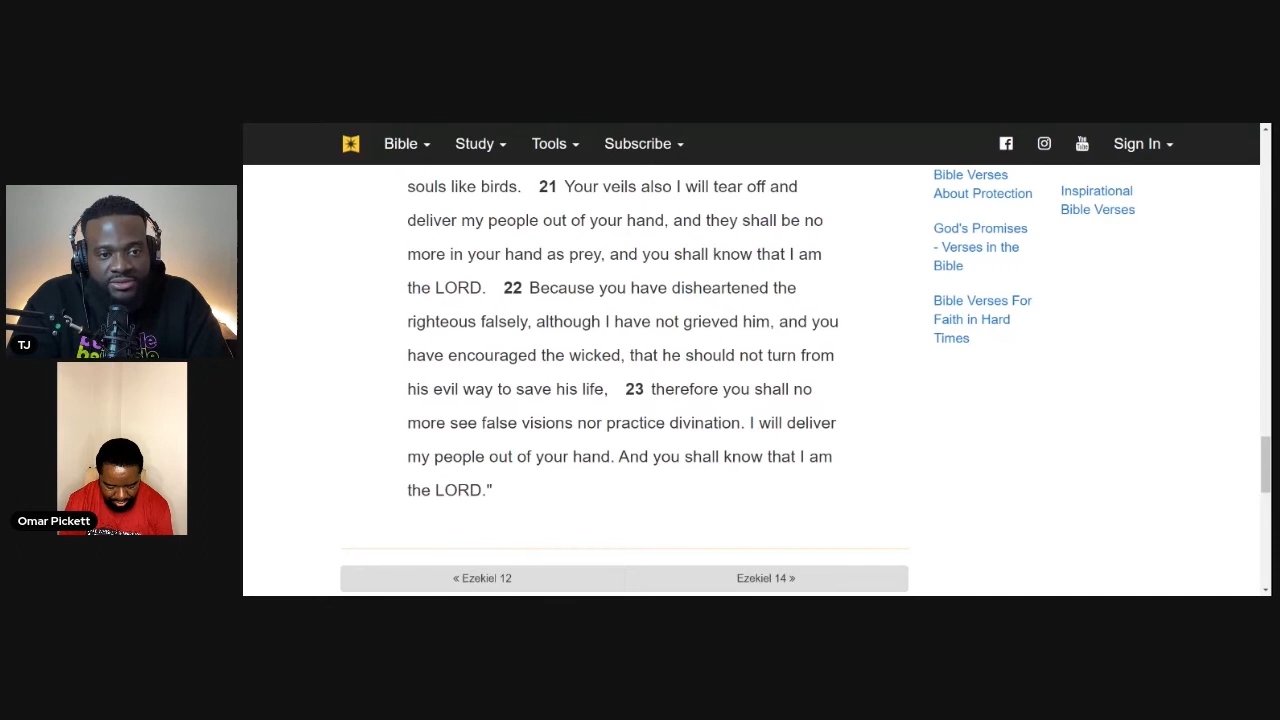 Bible
Study
Tools
Subscribe
Sign In
souls like birds. 21 Your veils also I will tear off and
deliver my people out of your hand, and they shall be no
more in your hand as prey, and you shall know that I am
the LORD. 22 Because you have disheartened the
righteous falsely, although I have not grieved him, and you
have encouraged the wicked, that he should not turn from
his evil way to save his life, 23 therefore you shall no
more see false visions nor practice divination. I will deliver
my people out of your hand. And you shall know that I am
the LORD."
« Ezekiel 12
Ezekiel 14 »
Bible Verses
About Protection
God's Promises
- Verses in the
Bible
Bible Verses For
Faith in Hard
Times
Inspirational
Bible Verses
TJ
Omar Pickett